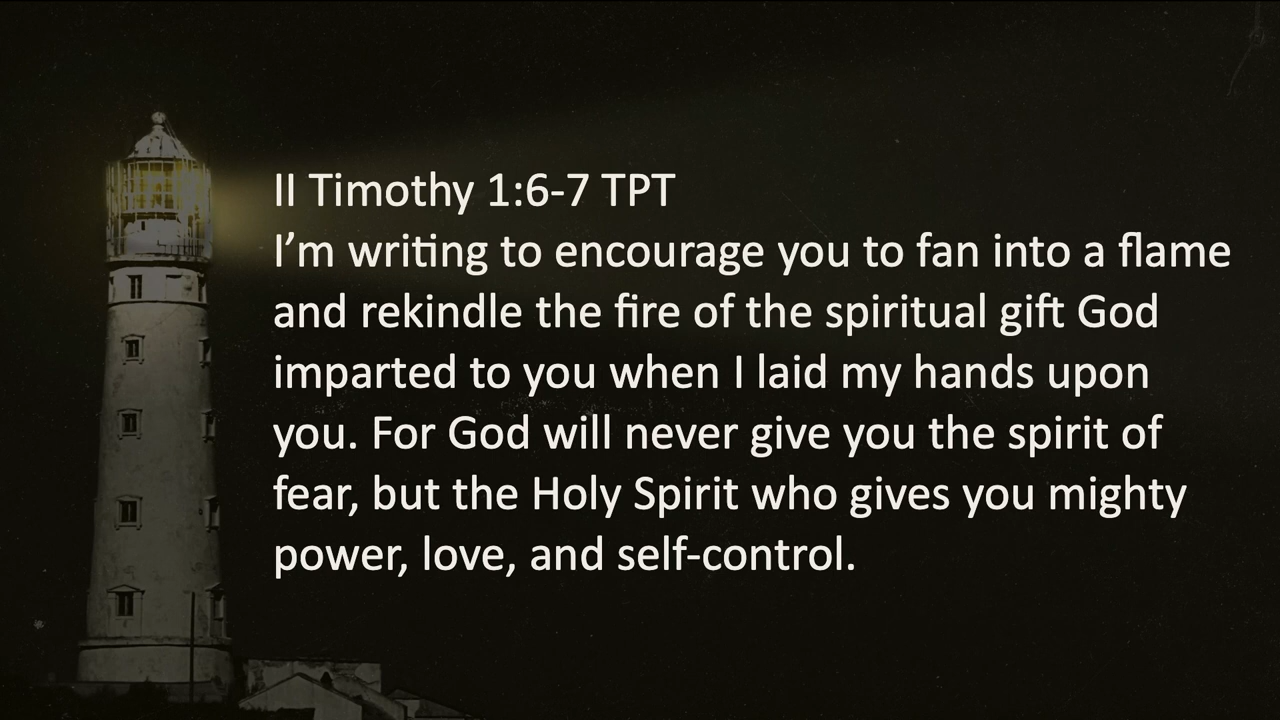 II Timothy 1:6-7 TPT
I’m writing to encourage you to fan into a flame
and rekindle the fire of the spiritual gift God
imparted to you when I laid my hands upon
you. For God will never give you the spirit of
fear, but the Holy Spirit who gives you mighty
power, love, and self-control.